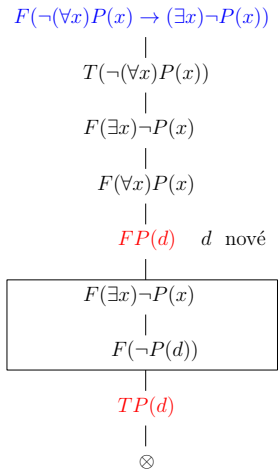 F(¬(∀x)P(x) → (∃x)¬P(x))
T(¬(∀x)P(x))
F(∃x)¬P(x)
F(∀x)P(x)
FP(d) d nové
F(∃x)¬P(x)
F(¬P(d))
TP(d)
⊗